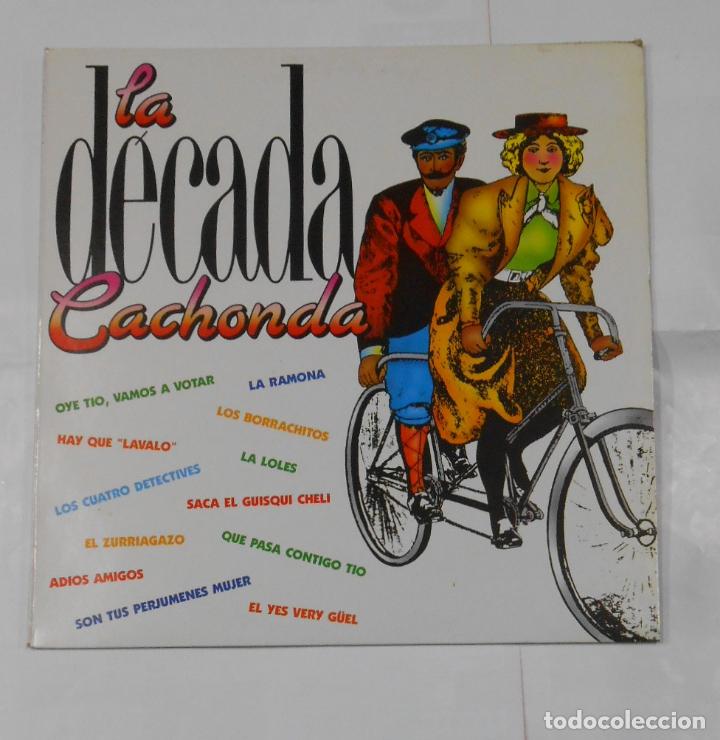 la
década
Cachonda
OYE TIO, VAMOS A VOTAR
LA RAMONA
HAY QUE "LAVALO"
LOS BORRACHITOS
LOS CUATRO DETECTIVES
LA LOLES
SACA EL GUISQUI CHELI
EL ZURRIAGAZO
QUE PASA CONTIGO TIO
ADIOS AMIGOS
SON TUS PERJUMENES MUJER
EL YES VERY GÜEL
todocoleccion